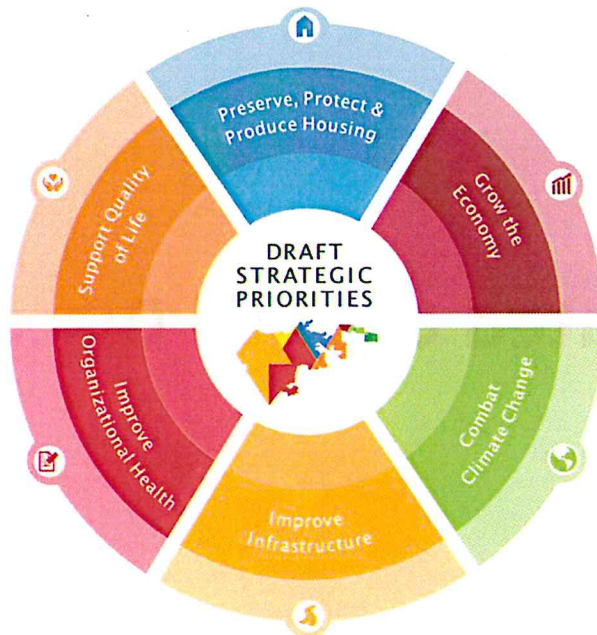 Preserve, Protect &
Produce Housing
Grow the
Economy
Combat
Climate Change
Improve
Infrastructure
Improve
Organizational Health
Support Quality
of Life
DRAFT
STRATEGIC
PRIORITIES